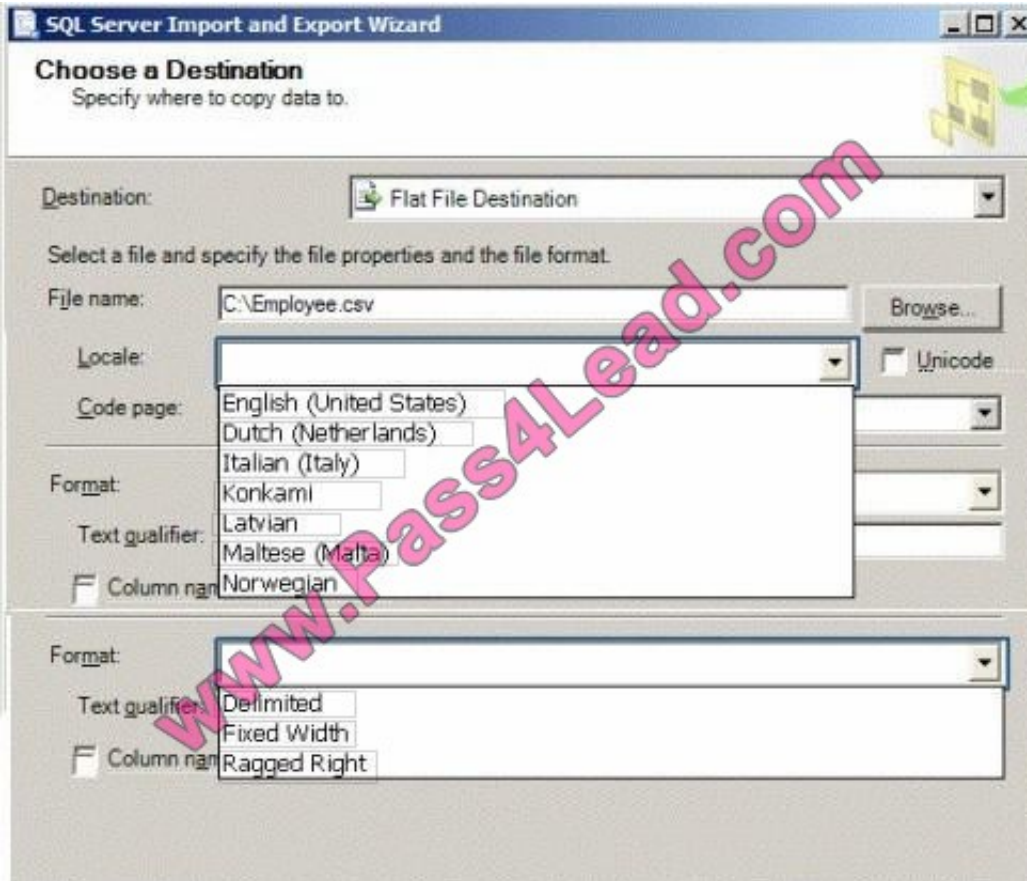 SQL Server Import and Export Wizard
Choose a Destination
Specify where to copy data to.
Destination: Flat File Destination
Select a file and specify the file properties and the file format.
File name: C:\Employee.csv Browse...
Locale: Unicode
Code page:
English (United States)
Dutch (Netherlands)
Italian (Italy)
Konkami
Latvian
Maltese (Malta)
Norwegian
Format:
Text qualifier:
Column nam
Format:
Text qualifier:
Column nam
Delimited
Fixed Width
Ragged Right
www.Pass4Lead.com